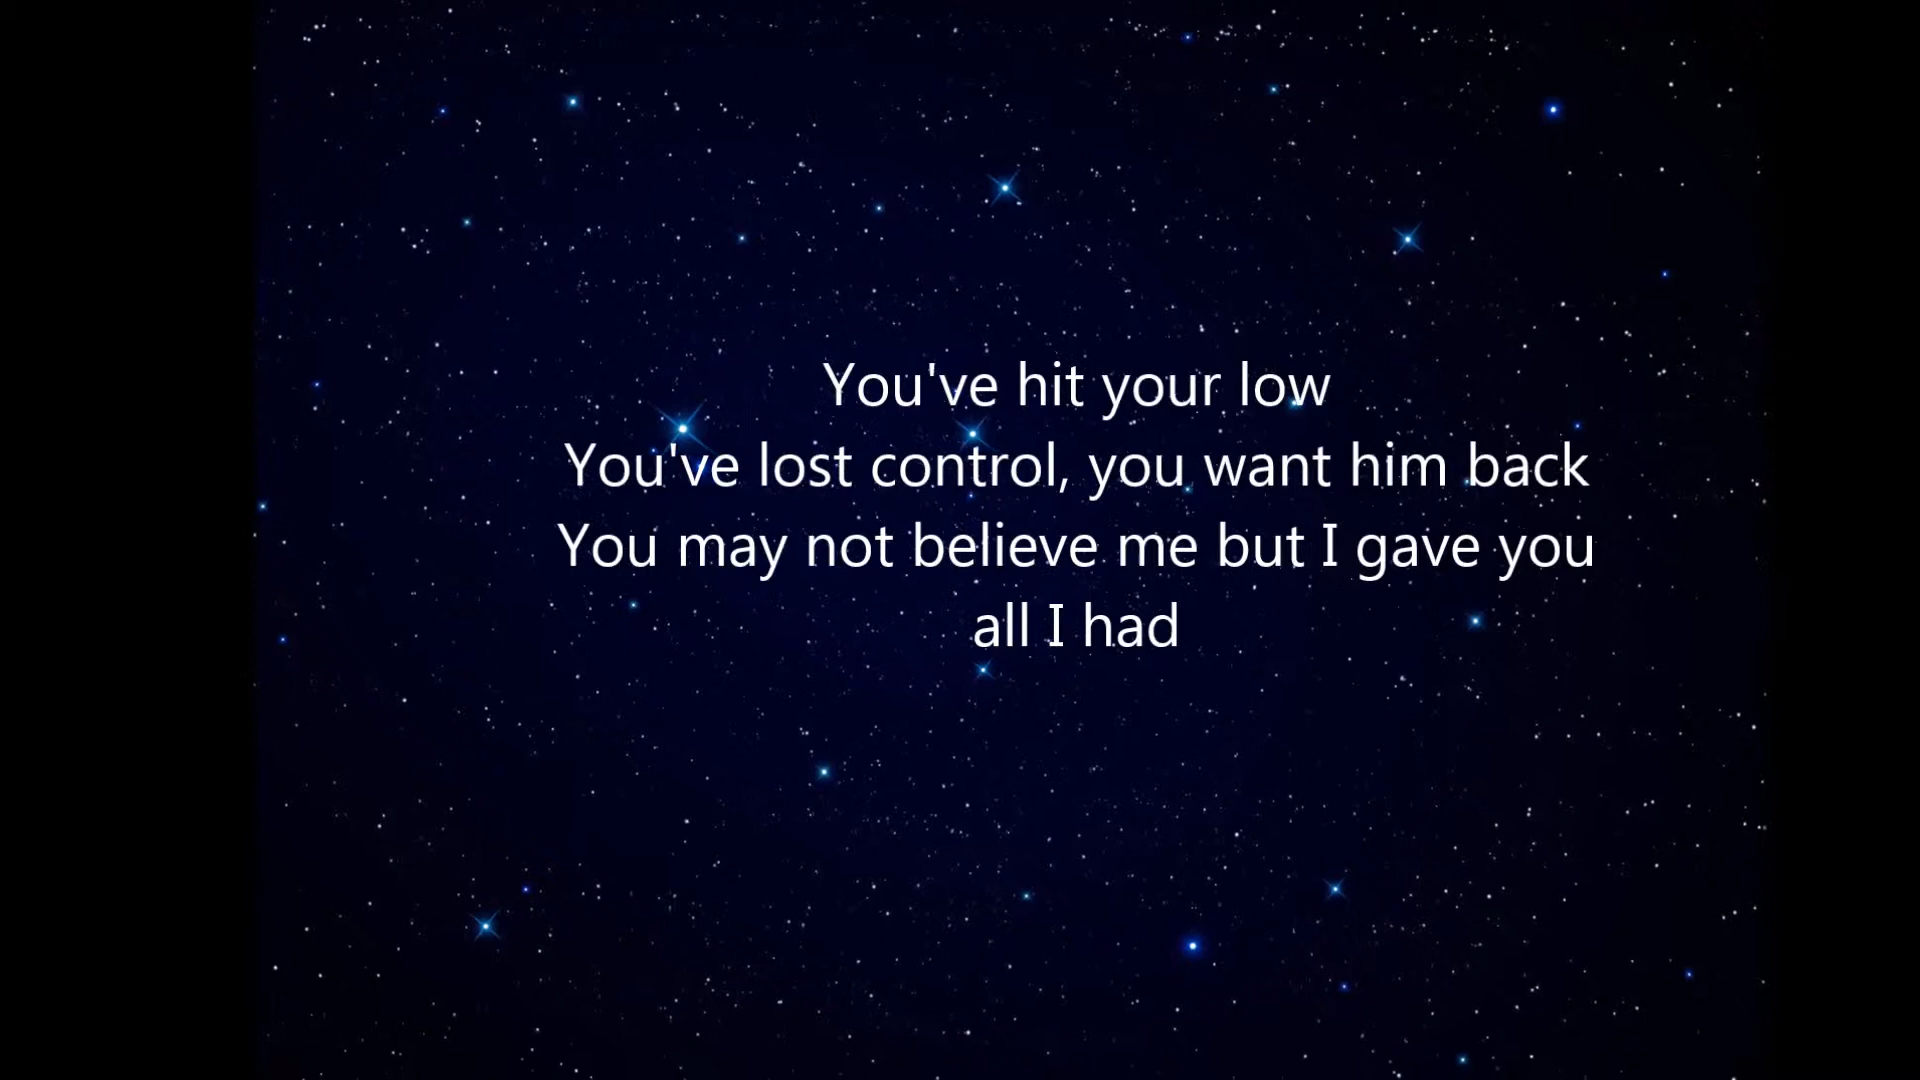 You've hit your low
You've lost control, you want him back
You may not believe me but I gave you
all I had